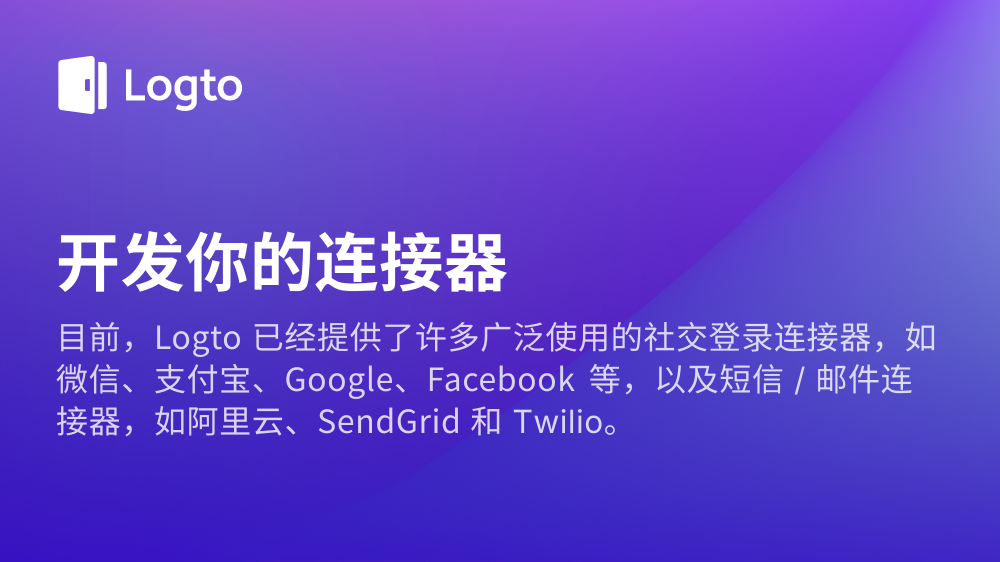 Logto
开发你的连接器
目前，Logto 已经提供了许多广泛使用的社交登录连接器，如
微信、支付宝、Google、Facebook 等，以及短信 / 邮件连
接器，如阿里云、SendGrid 和 Twilio。